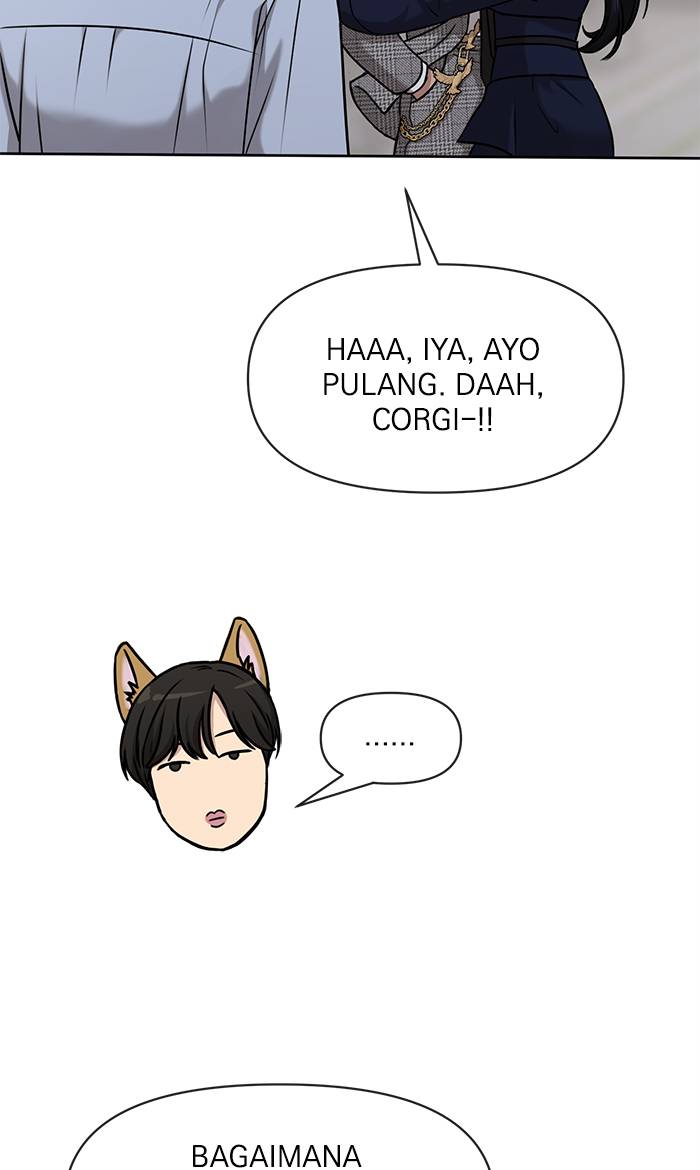 HAAA, IYA, AYO
PULANG. DAAH,
CORGI-!!
......
BAGAIMANA